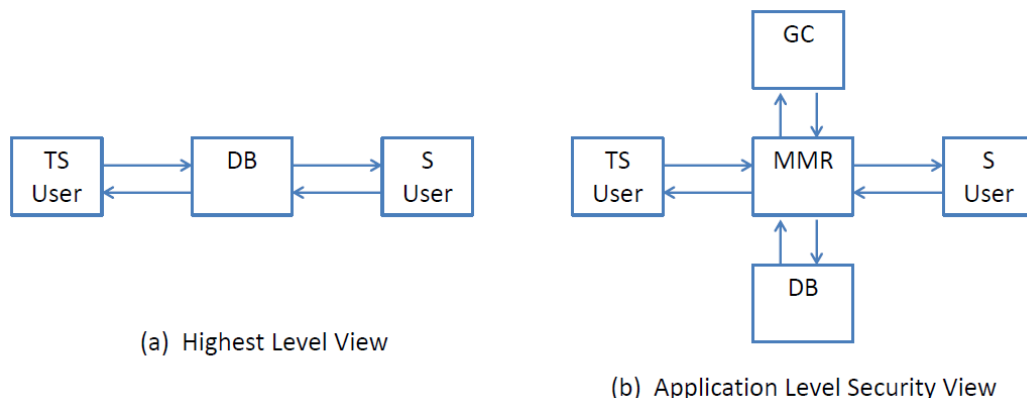 TS
User
DB
S
User
(a) Highest Level View
GC
TS
User
MMR
S
User
DB
(b) Application Level Security View